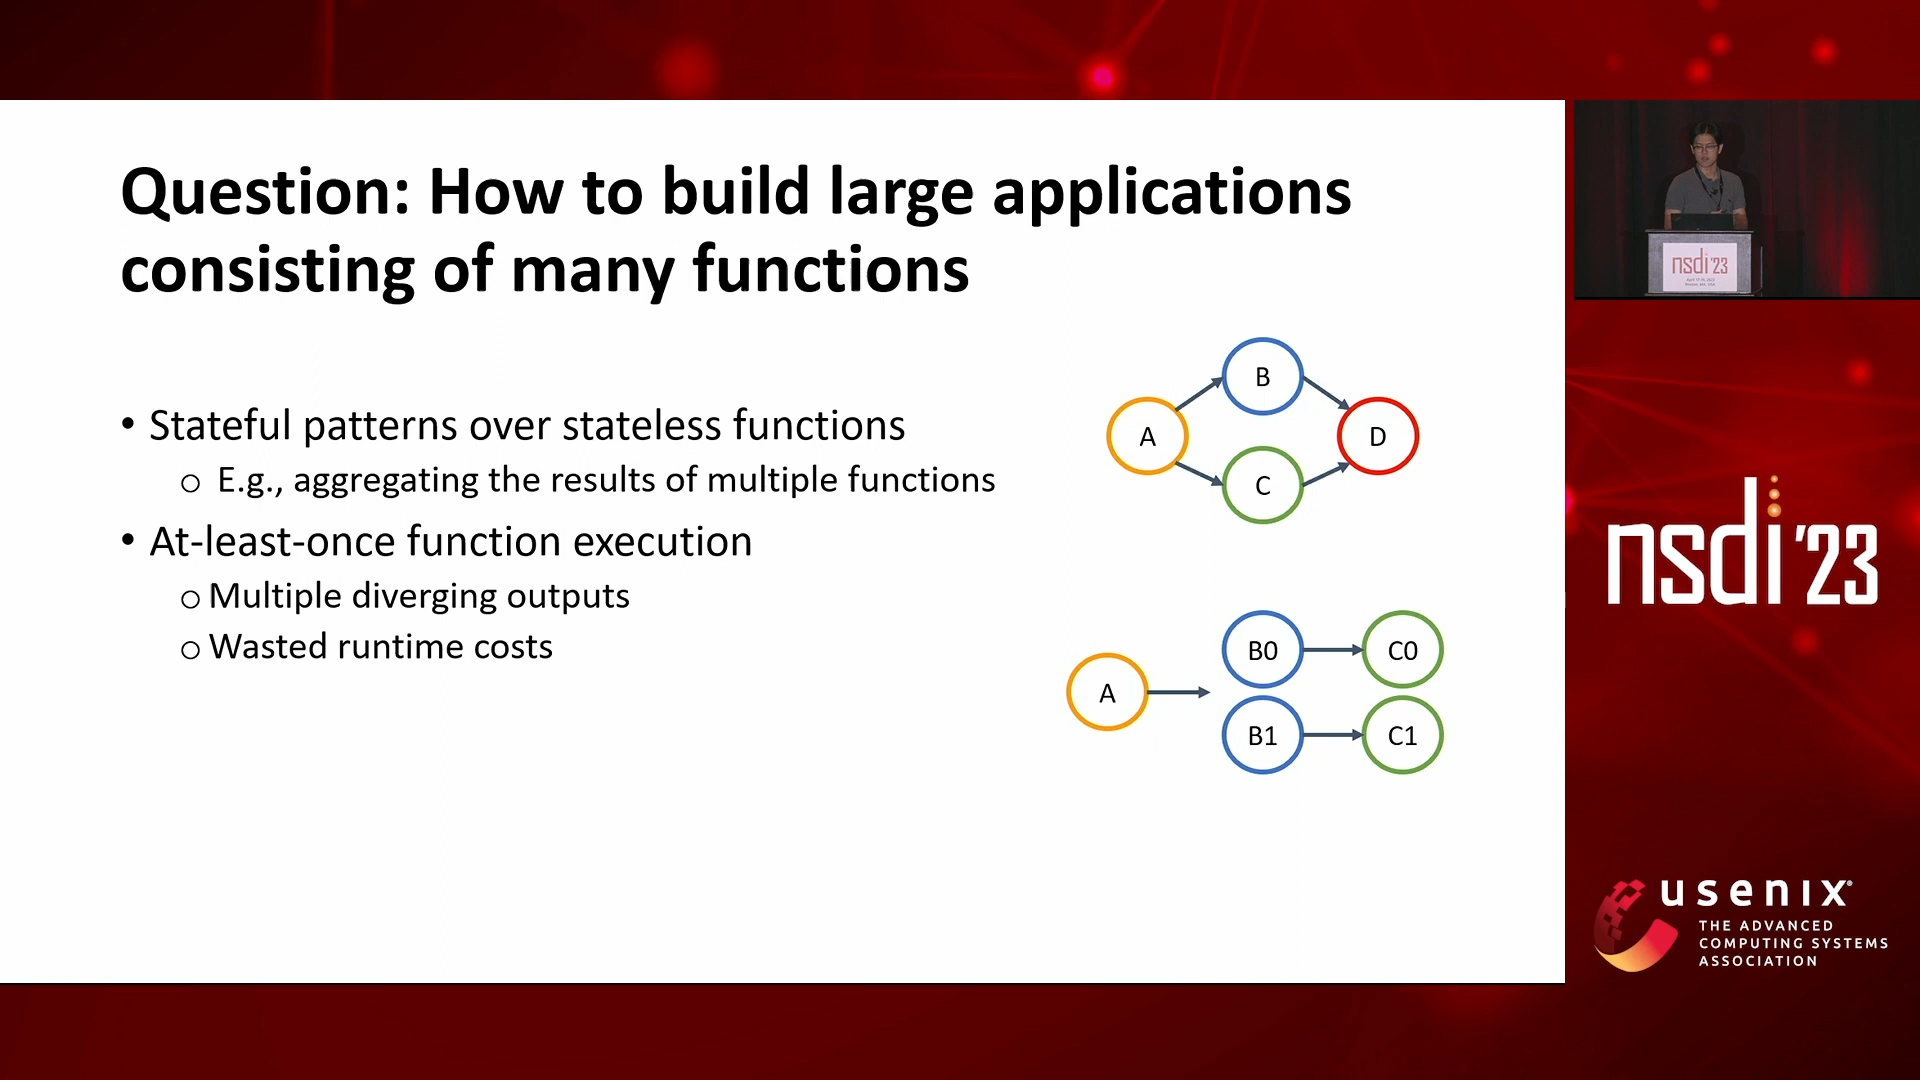 Question: How to build large applications
consisting of many functions
• Stateful patterns over stateless functions
o E.g., aggregating the results of multiple functions
• At-least-once function execution
o Multiple diverging outputs
o Wasted runtime costs
B
A
D
C
B0
C0
A
B1
C1
nsdi '23
nsdi '23
usenix®
THE ADVANCED
COMPUTING SYSTEMS
ASSOCIATION